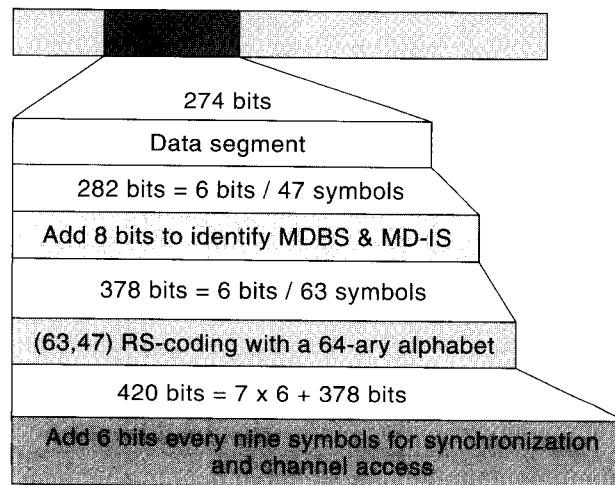 274 bits
Data segment
282 bits = 6 bits / 47 symbols
Add 8 bits to identify MDBS & MD-IS
378 bits = 6 bits / 63 symbols
(63,47) RS-coding with a 64-ary alphabet
420 bits = 7 x 6 + 378 bits
Add 6 bits every nine symbols for synchronization
and channel access